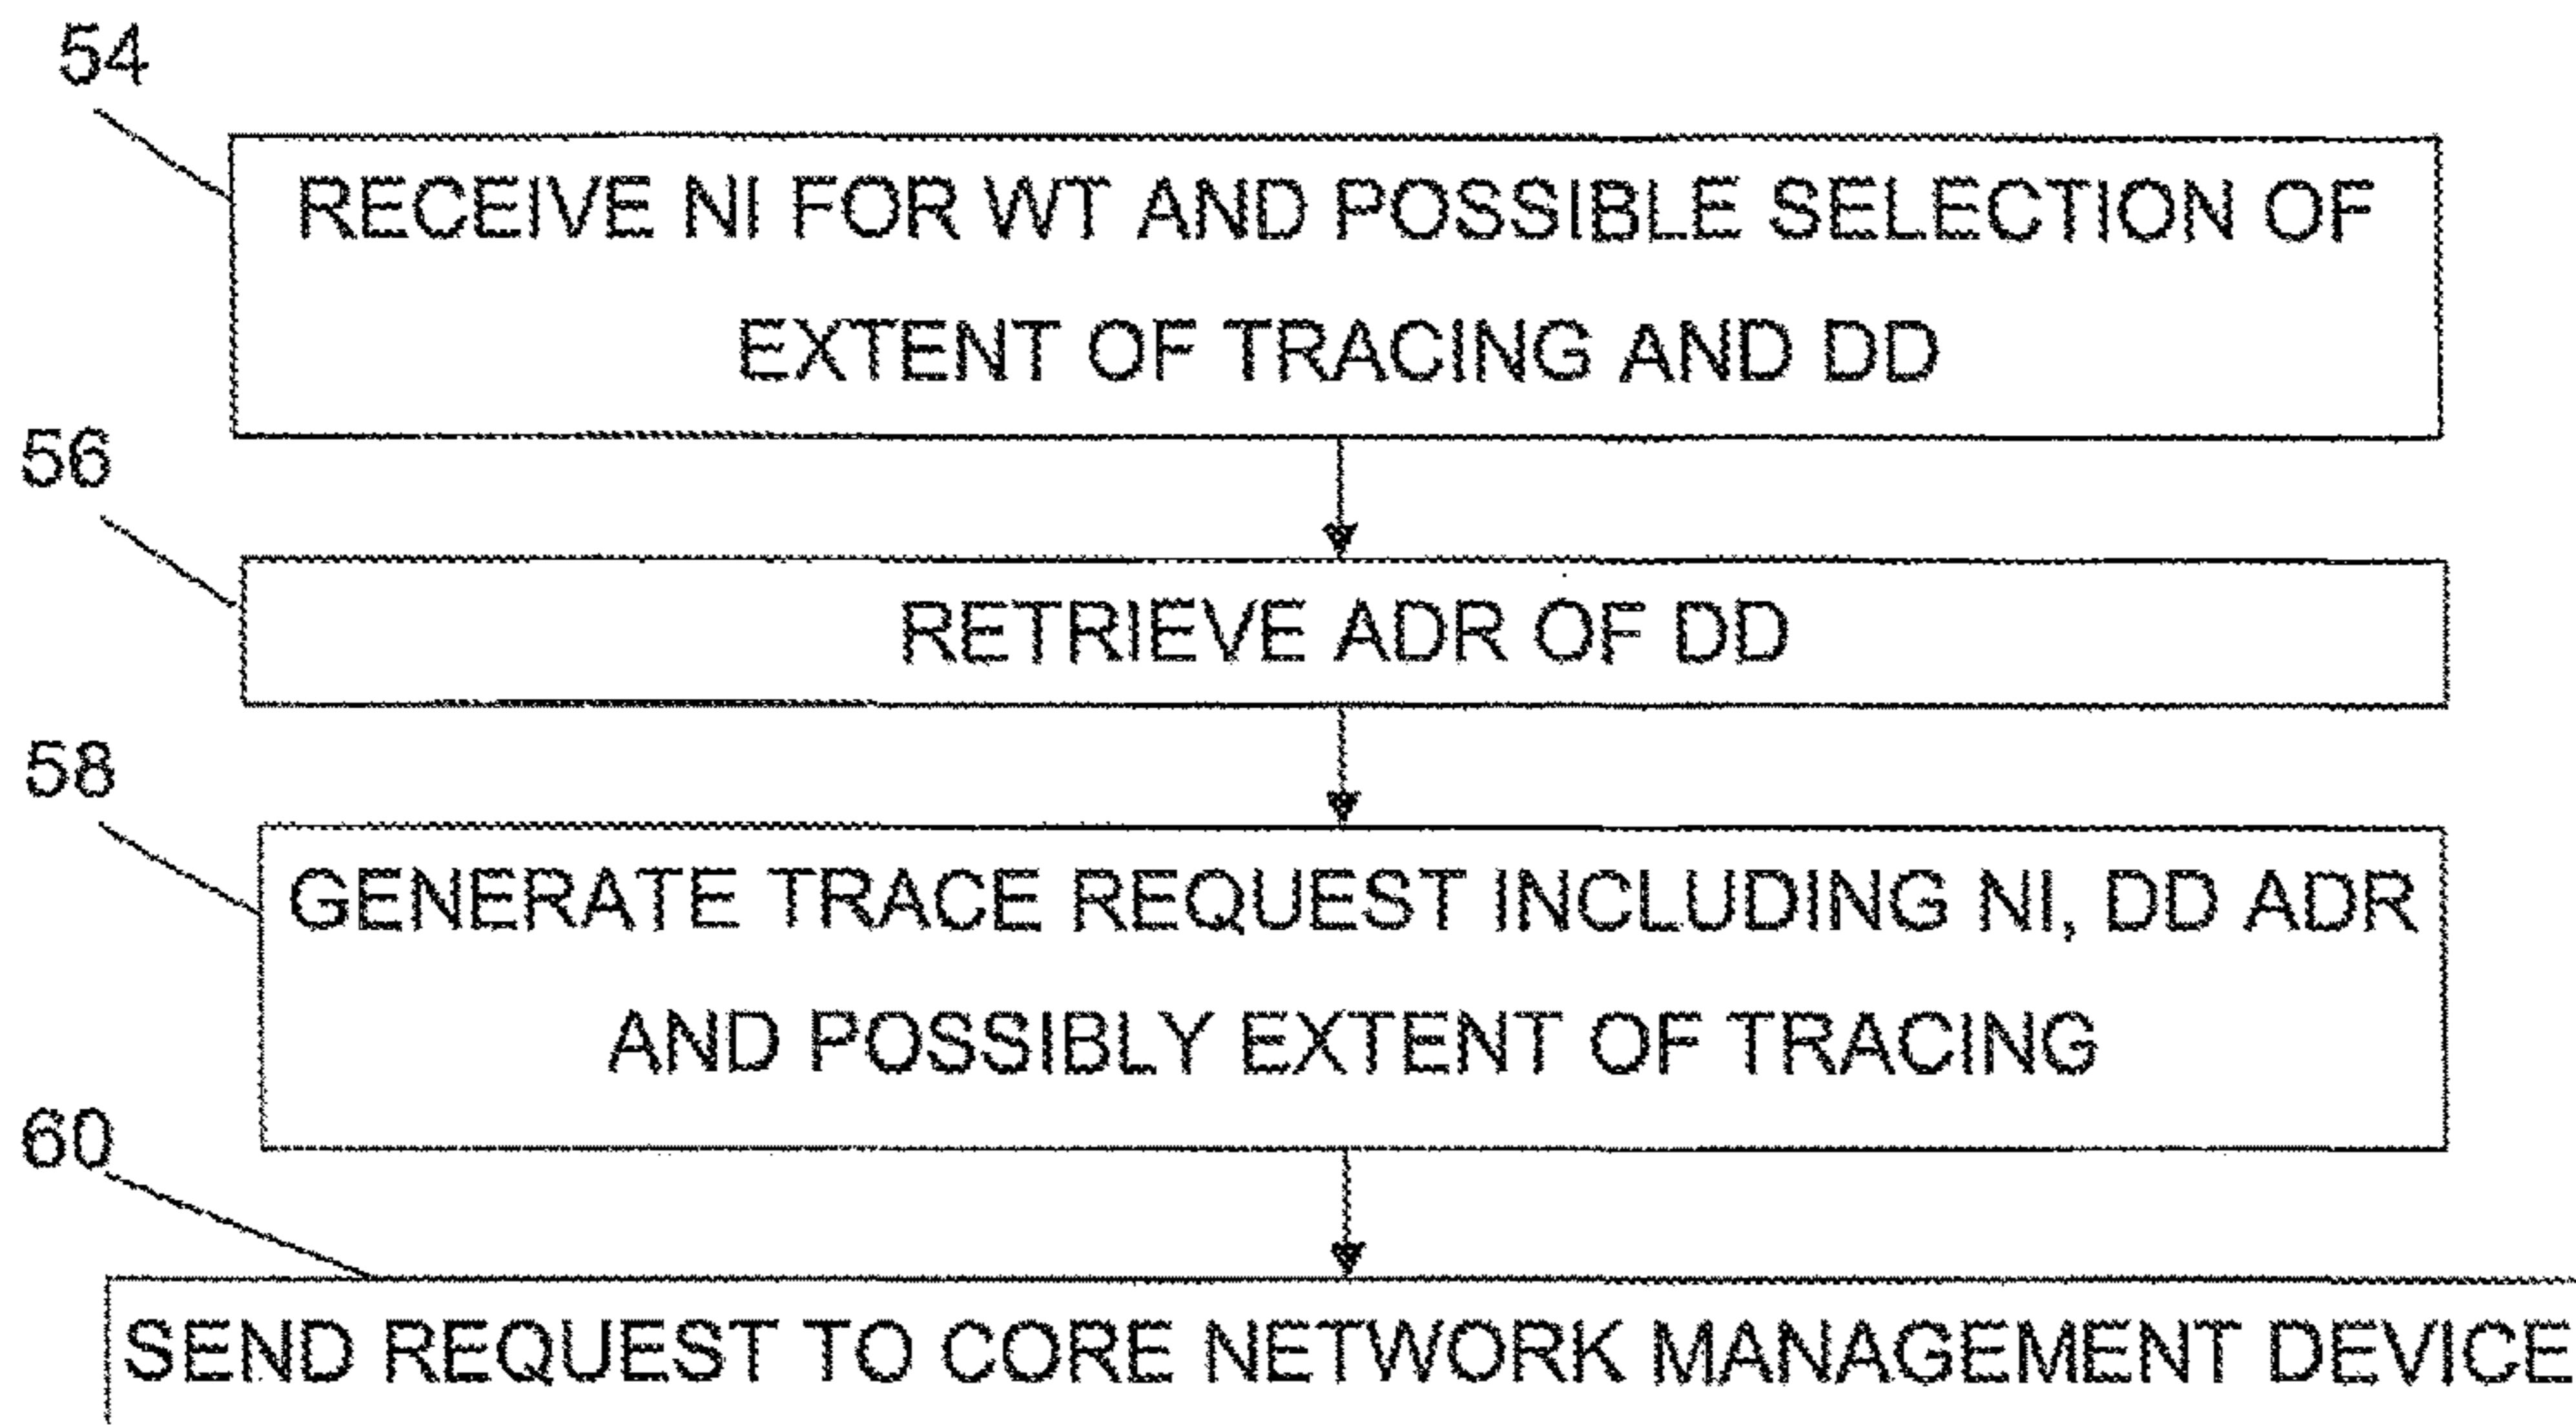 54
RECEIVE NI FOR WT AND POSSIBLE SELECTION OF
EXTENT OF TRACING AND DD
56
RETRIEVE ADR OF DD
58
GENERATE TRACE REQUEST INCLUDING NI, DD ADR
AND POSSIBLY EXTENT OF TRACING
60
SEND REQUEST TO CORE NETWORK MANAGEMENT DEVICE